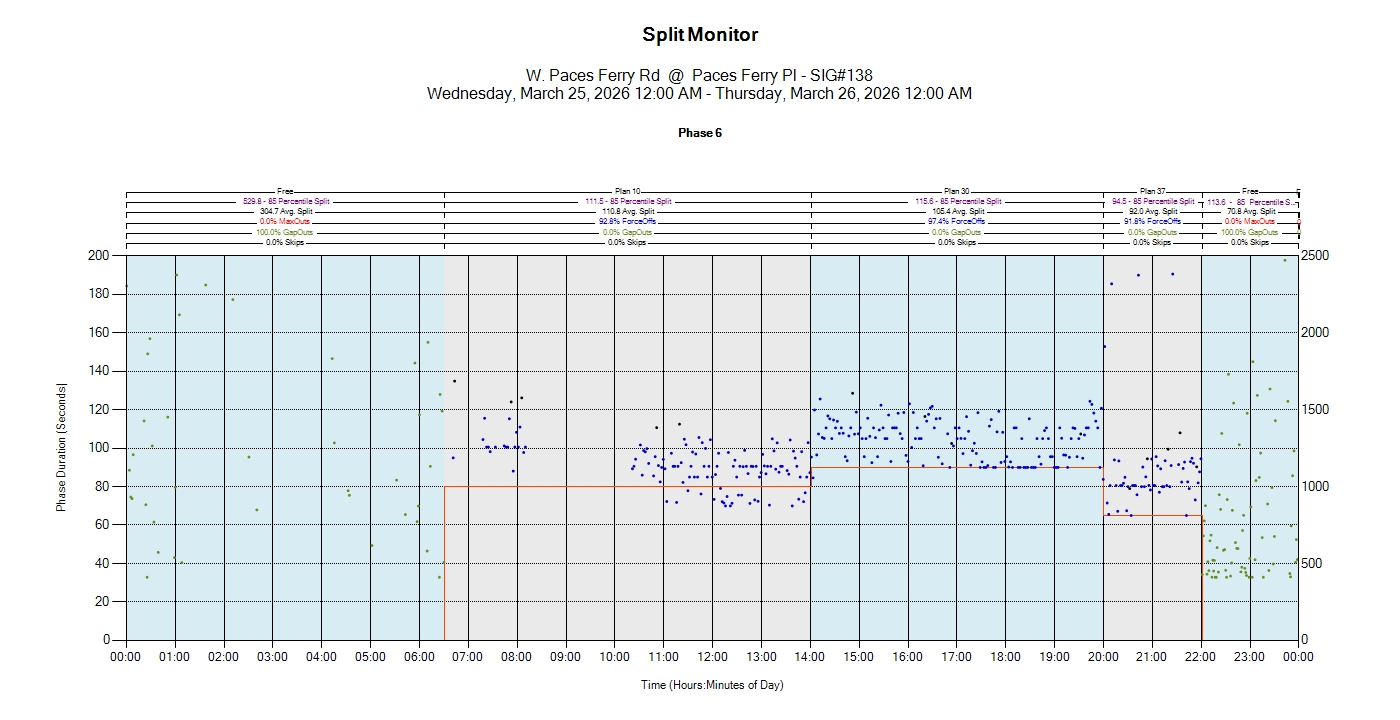 Split Monitor
W. Paces Ferry Rd @ Paces Ferry Pl - SIG#138
Wednesday, March 25, 2026 12:00 AM - Thursday, March 26, 2026 12:00 AM
Phase 6
Free Plan 10 Plan 30 Plan 37 Free F
529.8 - 85 Percentile Split 111.5 - 85 Percentile Split 115.6 - 85 Percentile Split 94.5 - 85 Percentile Split 113.6 - 85 Percentile S...
304.7 Avg. Split 110.8 Avg. Split 105.4 Avg. Split 92.0 Avg. Split 70.8 Avg. Split
0.0% MaxOuts 92.8% ForceOffs 97.4% ForceOffs 91.8% ForceOffs 0.0% MaxOuts
100.0% GapOuts 0.0% GapOuts 0.0% GapOuts 0.0% GapOuts 100.0% GapOuts
0.0% Skips 0.0% Skips 0.0% Skips 0.0% Skips 0.0% Skips
200 2500
180
160 2000
140
120 1500
100
80 1000
60
40 500
20
0 0
Phase Duration (Seconds)
00:00 01:00 02:00 03:00 04:00 05:00 06:00 07:00 08:00 09:00 10:00 11:00 12:00 13:00 14:00 15:00 16:00 17:00 18:00 19:00 20:00 21:00 22:00 23:00 00:00
Time (Hours:Minutes of Day)